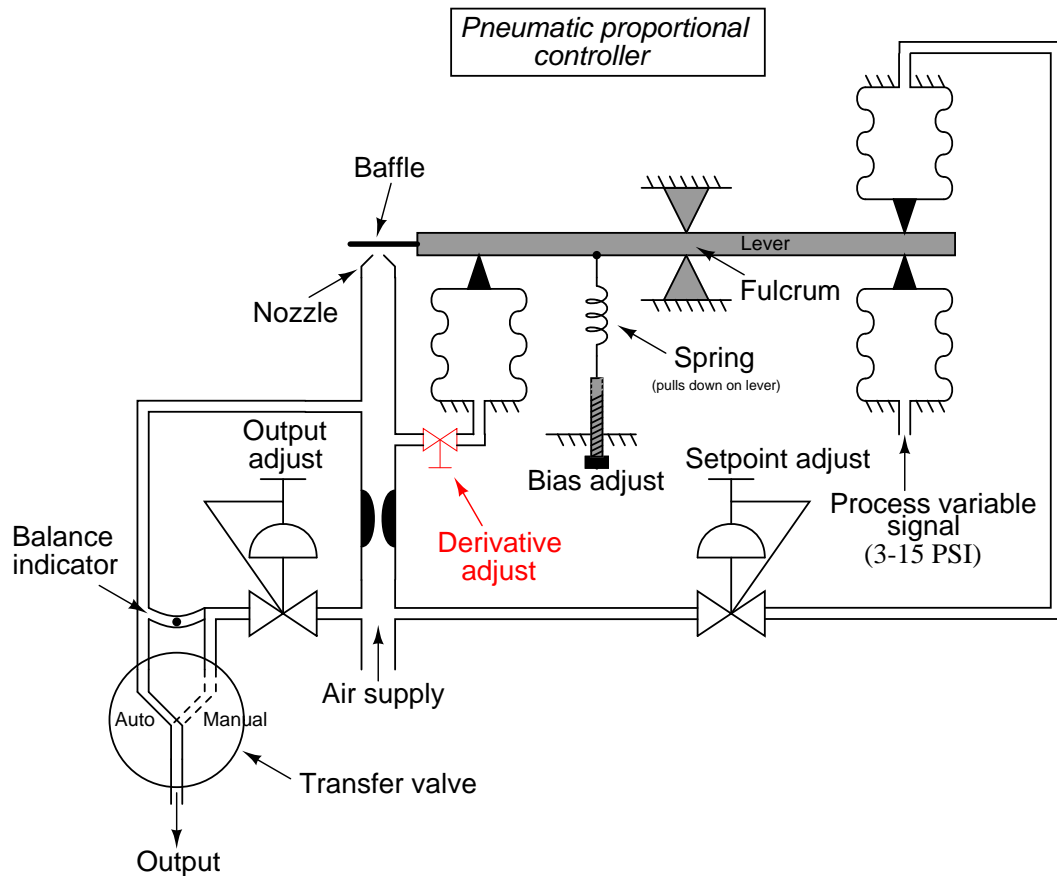 Pneumatic proportional
controller
Baffle
Lever
Nozzle
Fulcrum
Spring
(pulls down on lever)
Output
adjust
Bias adjust
Setpoint adjust
Process variable
signal
(3-15 PSI)
Derivative
adjust
Balance
indicator
Air supply
Auto
Manual
Transfer valve
Output